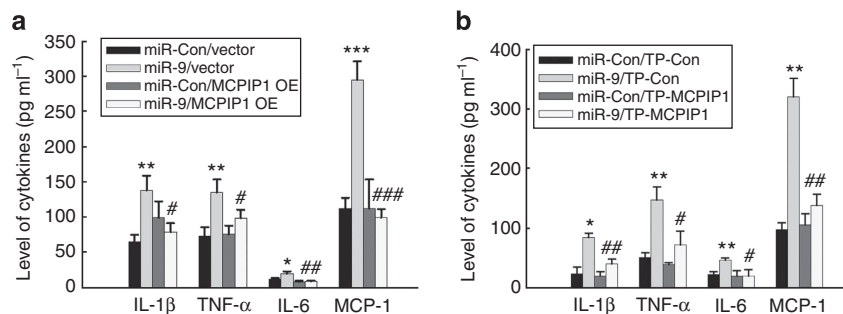 a
Level of cytokines (pg ml⁻¹)
350
300
250
200
150
100
50
miR-Con/vector
miR-9/vector
miR-Con/MCPIP1 OE
miR-9/MCPIP1 OE
**
#
**
#
*
##
***
###
IL-1β TNF-α IL-6 MCP-1
b
Level of cytokines (pg ml⁻¹)
400
300
200
100
0
miR-Con/TP-Con
miR-9/TP-Con
miR-Con/TP-MCPIP1
miR-9/TP-MCPIP1
*
##
**
#
**
#
**
##
IL-1β TNF-α IL-6 MCP-1